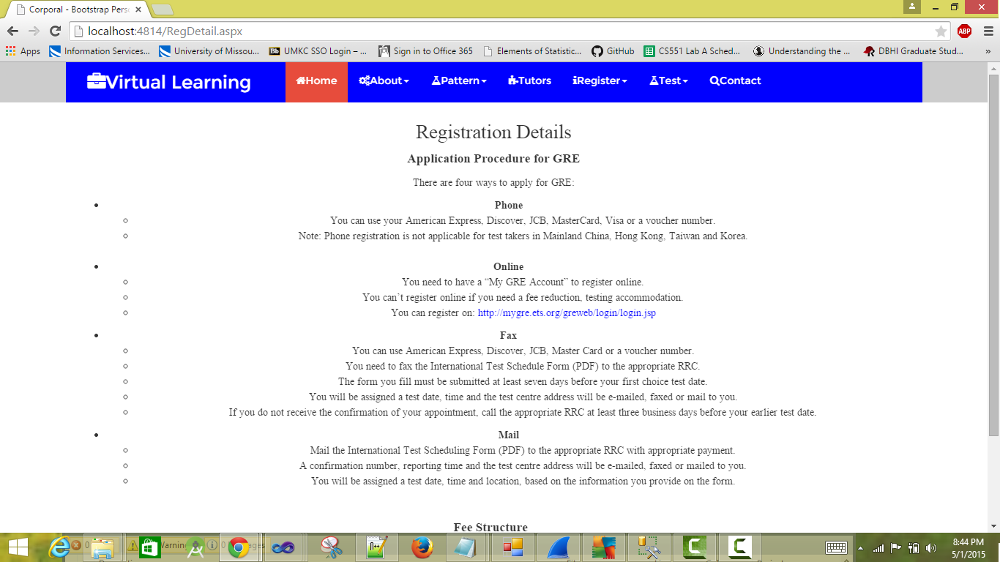 Corporal - Bootstrap Pers
localhost:4814/RegDetail.aspx
ABP
Apps Information Services... University of Missou... Bb UMKC SSO Login – ... Sign in to Office 365 Elements of Statistic... GitHub CS551 Lab A Sched... Understanding the ... DBHI Graduate Stud... »
Virtual Learning Home About Pattern Tutors Register Test Contact
Registration Details
Application Procedure for GRE
There are four ways to apply for GRE:
Phone
You can use your American Express, Discover, JCB, MasterCard, Visa or a voucher number.
Note: Phone registration is not applicable for test takers in Mainland China, Hong Kong, Taiwan and Korea.
Online
You need to have a “My GRE Account” to register online.
You can’t register online if you need a fee reduction, testing accommodation.
You can register on: http://mygre.ets.org/greweb/login/login.jsp
Fax
You can use American Express, Discover, JCB, Master Card or a voucher number.
You need to fax the International Test Schedule Form (PDF) to the appropriate RRC.
The form you fill must be submitted at least seven days before your first choice test date.
You will be assigned a test date, time and the test centre address will be e-mailed, faxed or mail to you.
If you do not receive the confirmation of your appointment, call the appropriate RRC at least three business days before your earlier test date.
Mail
Mail the International Test Scheduling Form (PDF) to the appropriate RRC with appropriate payment.
A confirmation number, reporting time and the test centre address will be e-mailed, faxed or mailed to you.
You will be assigned a test date, time and location, based on the information you provide on the form.
Fee Structure
8:44 PM
5/1/2015